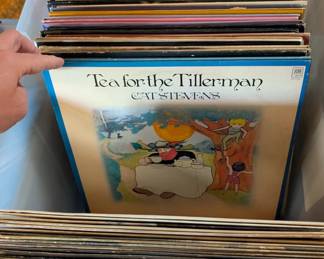 Tea for the Tillerman
CAT STEVENS